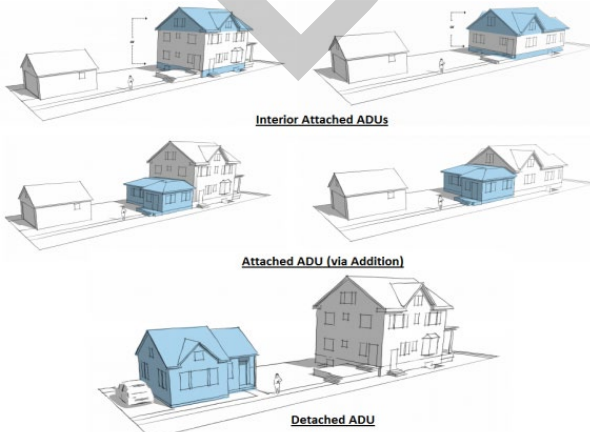 Interior Attached ADUs
Attached ADU (via Addition)
Detached ADU